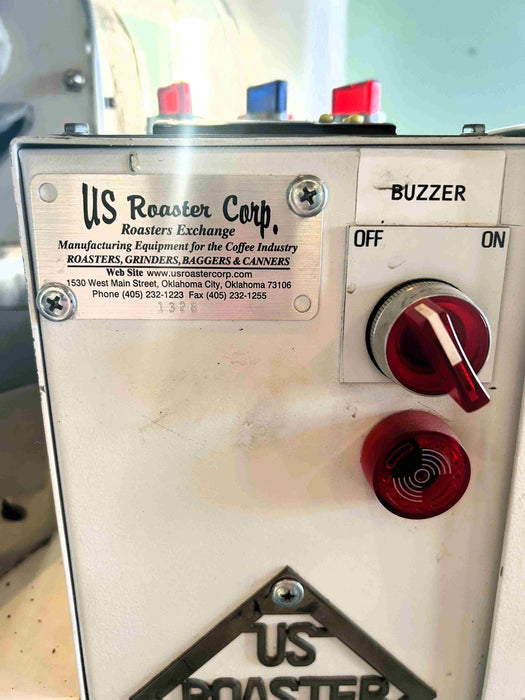 US Roaster Corp.
Roasters Exchange
Manufacturing Equipment for the Coffee Industry
ROASTERS, GRINDERS, BAGGERS & CANNERS
Web Site www.usroastercorp.com
1530 West Main Street, Oklahoma City, Oklahoma 73106
Phone (405) 232-1223 Fax (405) 232-1255
1328
BUZZER
OFF ON
US
ROASTER